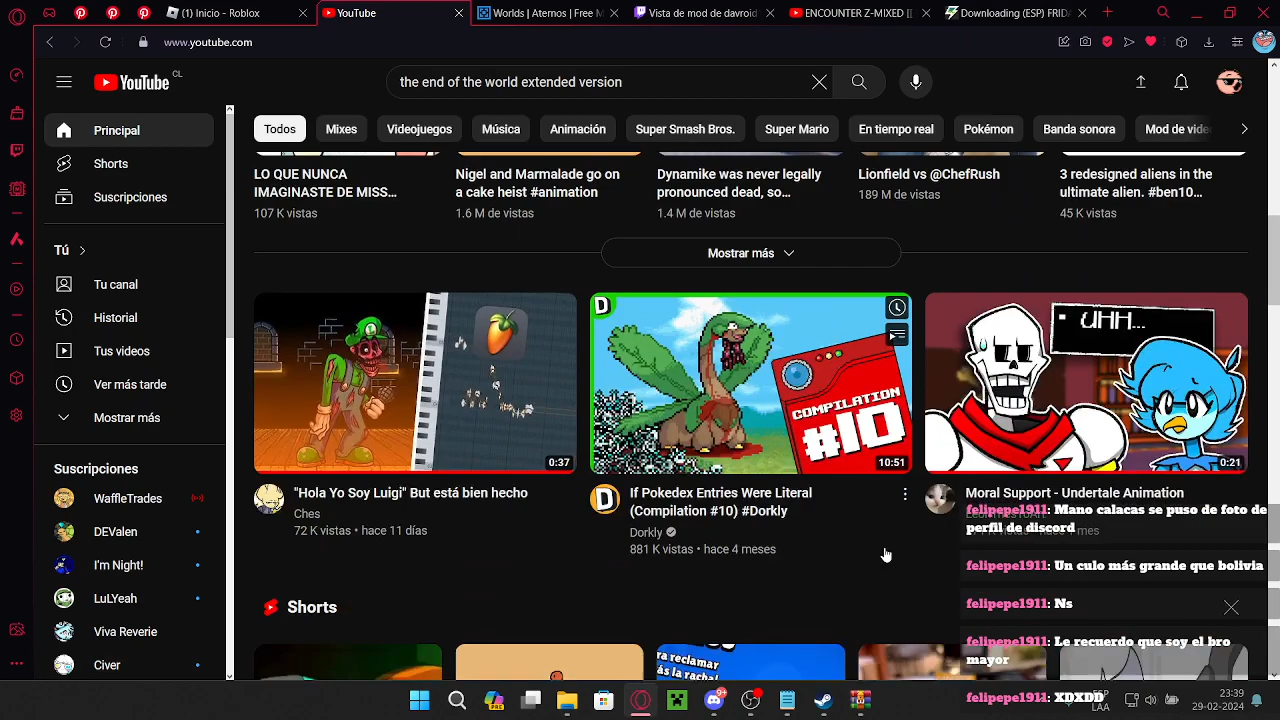 (1) Inicio - Roblox
YouTube
Worlds | Aternos | Free M
Vista de mod de davroid
ENCOUNTER Z-MIXED [[
Downloading (ESP) FRID
www.youtube.com
YouTube CL
the end of the world extended version
Principal
Shorts
Suscripciones
Tú
Tu canal
Historial
Tus videos
Ver más tarde
Mostrar más
Suscripciones
WaffleTrades
DEValen
I'm Night!
LuLYeah
Viva Reverie
Civer
Todos
Mixes
Videojuegos
Música
Animación
Super Smash Bros.
Super Mario
En tiempo real
Pokémon
Banda sonora
Mod de vide
LO QUE NUNCA
IMAGINASTE DE MISS...
107 K vistas
Nigel and Marmalade go on
a cake heist #animation
1.6 M de vistas
Dynamike was never legally
pronounced dead, so...
1.4 M de vistas
Lionfield vs @ChefRush
189 M de vistas
3 redesigned aliens in the
ultimate alien. #ben10...
45 K vistas
Mostrar más
0:37
D
COMPILATION
#10
10:51
UHH...
0:21
"Hola Yo Soy Luigi" But está bien hecho
Ches
72 K vistas • hace 11 días
D
If Pokedex Entries Were Literal
(Compilation #10) #Dorkly
Dorkly
881 K vistas • hace 4 meses
Moral Support - Undertale Animation
felipepe1911: Mano calacas se puso de foto de
perfil de discord
felipepe1911: Un culo más grande que bolivia
felipepe1911: Ns
felipepe1911: Le recuerdo que soy el bro
mayor
felipepe1911: XDXDD
Shorts
ra reclamar
ás la racha!
PRE
9+
LAA
23:39
29-02-2024